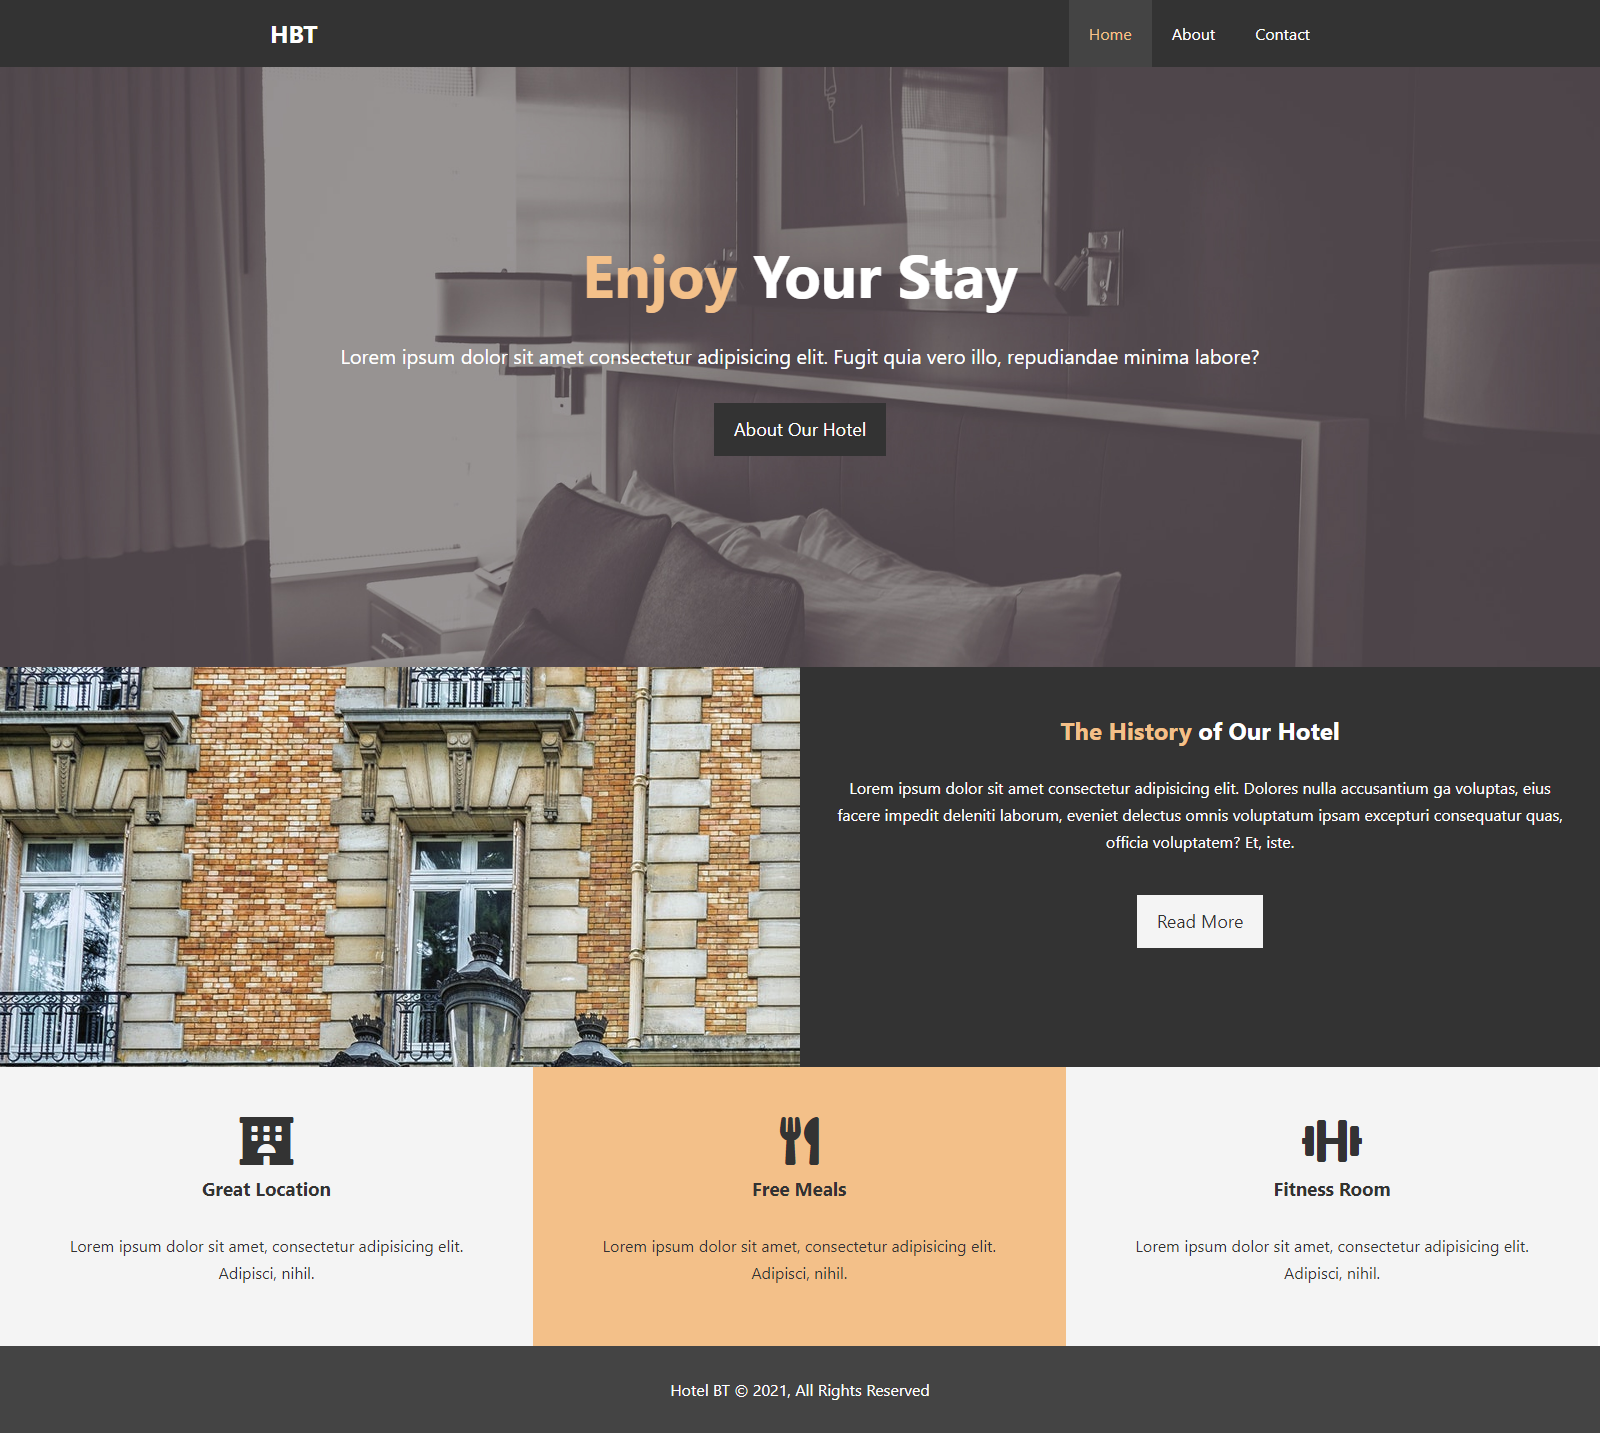 HBT
Home About Contact
Enjoy Your Stay
Lorem ipsum dolor sit amet consectetur adipisicing elit. Fugit quia vero illo, repudiandae minima labore?
About Our Hotel
The History of Our Hotel
Lorem ipsum dolor sit amet consectetur adipisicing elit. Dolores nulla accusantium ga voluptas, eius
facere impedit deleniti laborum, eveniet delectus omnis voluptatum ipsam excepturi consequatur quas,
officia voluptatem? Et, iste.
Read More
Great Location
Lorem ipsum dolor sit amet, consectetur adipisicing elit.
Adipisci, nihil.
Free Meals
Lorem ipsum dolor sit amet, consectetur adipisicing elit.
Adipisci, nihil.
Fitness Room
Lorem ipsum dolor sit amet, consectetur adipisicing elit.
Adipisci, nihil.
Hotel BT © 2021, All Rights Reserved